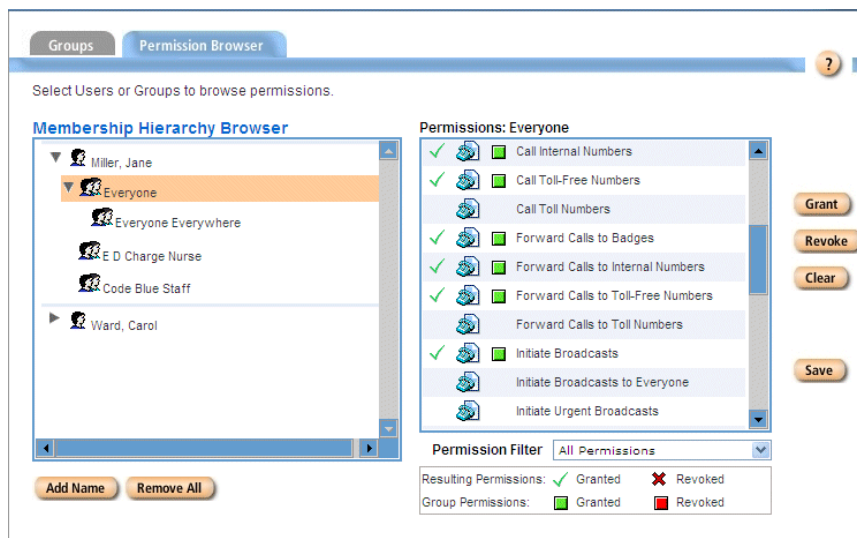 Groups
Permission Browser
?
Select Users or Groups to browse permissions.
Membership Hierarchy Browser
Miller, Jane
Everyone
Everyone Everywhere
E D Charge Nurse
Code Blue Staff
Ward, Carol
Add Name
Remove All
Permissions: Everyone
Call Internal Numbers
Call Toll-Free Numbers
Call Toll Numbers
Forward Calls to Badges
Forward Calls to Internal Numbers
Forward Calls to Toll-Free Numbers
Forward Calls to Toll Numbers
Initiate Broadcasts
Initiate Broadcasts to Everyone
Initiate Urgent Broadcasts
Permission Filter All Permissions
Resulting Permissions: Granted Revoked
Group Permissions: Granted Revoked
Grant
Revoke
Clear
Save